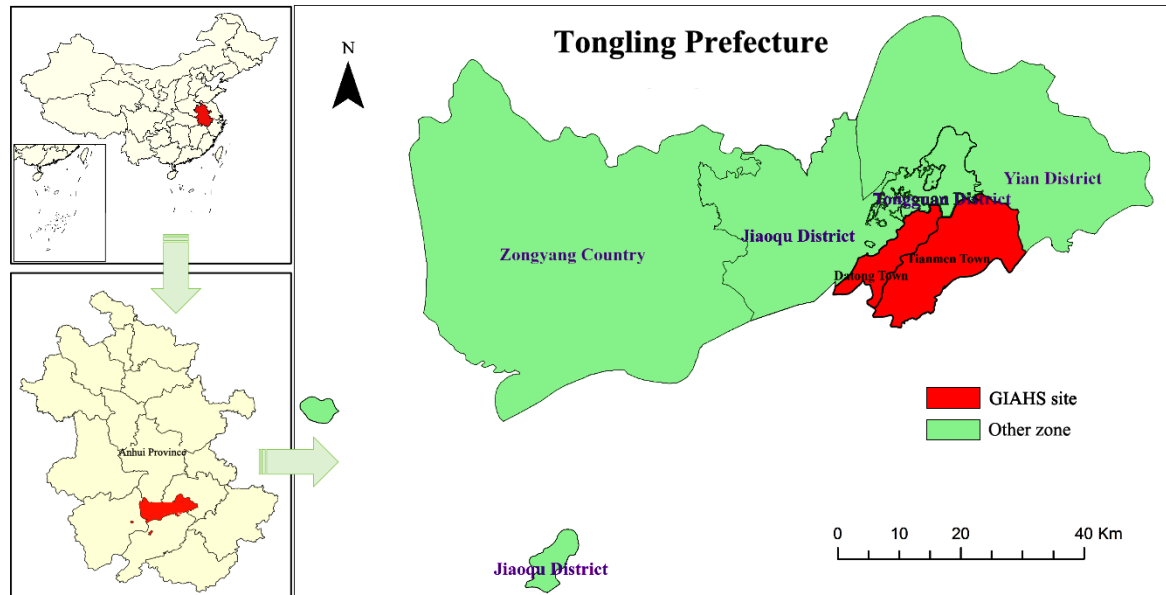 Tongling Prefecture
N
Yian District
Tongguan District
Jiaoqu District
Zongyang Country
Tianmen Town
Datong Town
GIAHS site
Other zone
Anhui Province
0 10 20 40 Km
Jiaoqu District